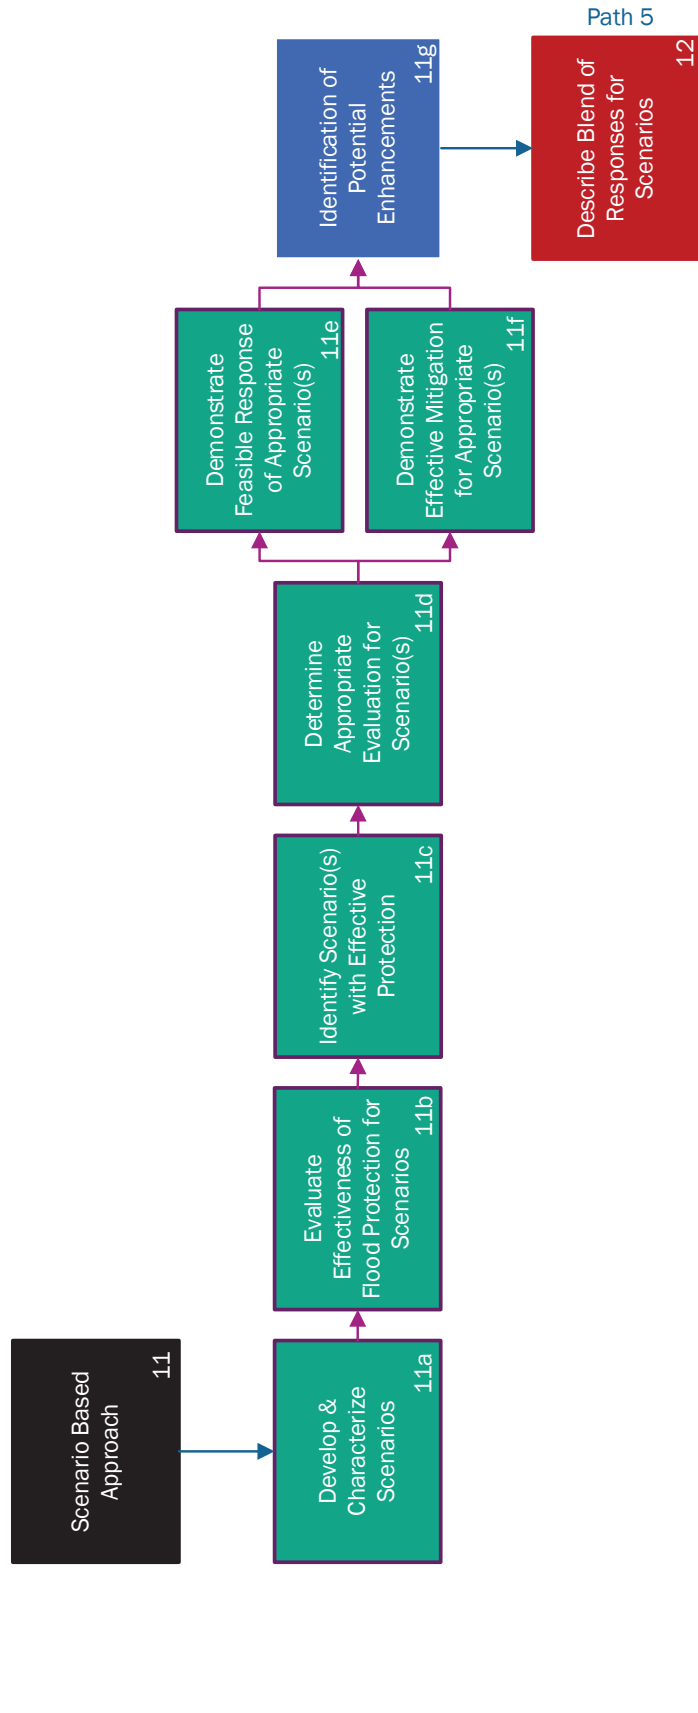 Scenario Based
Approach
11
Develop &
Characterize
Scenarios
11a
Evaluate
Effectiveness of
Flood Protection for
Scenarios
11b
Identify Scenario(s)
with Effective
Protection
11c
Determine
Appropriate
Evaluation for
Scenario(s)
11d
Demonstrate
Feasible Response
of Appropriate
Scenario(s)
11e
Demonstrate
Effective Mitigation
for Appropriate
Scenario(s)
11f
Identification of
Potential
Enhancements
11g
Path 5
Describe Blend of
Responses for
Scenarios
12